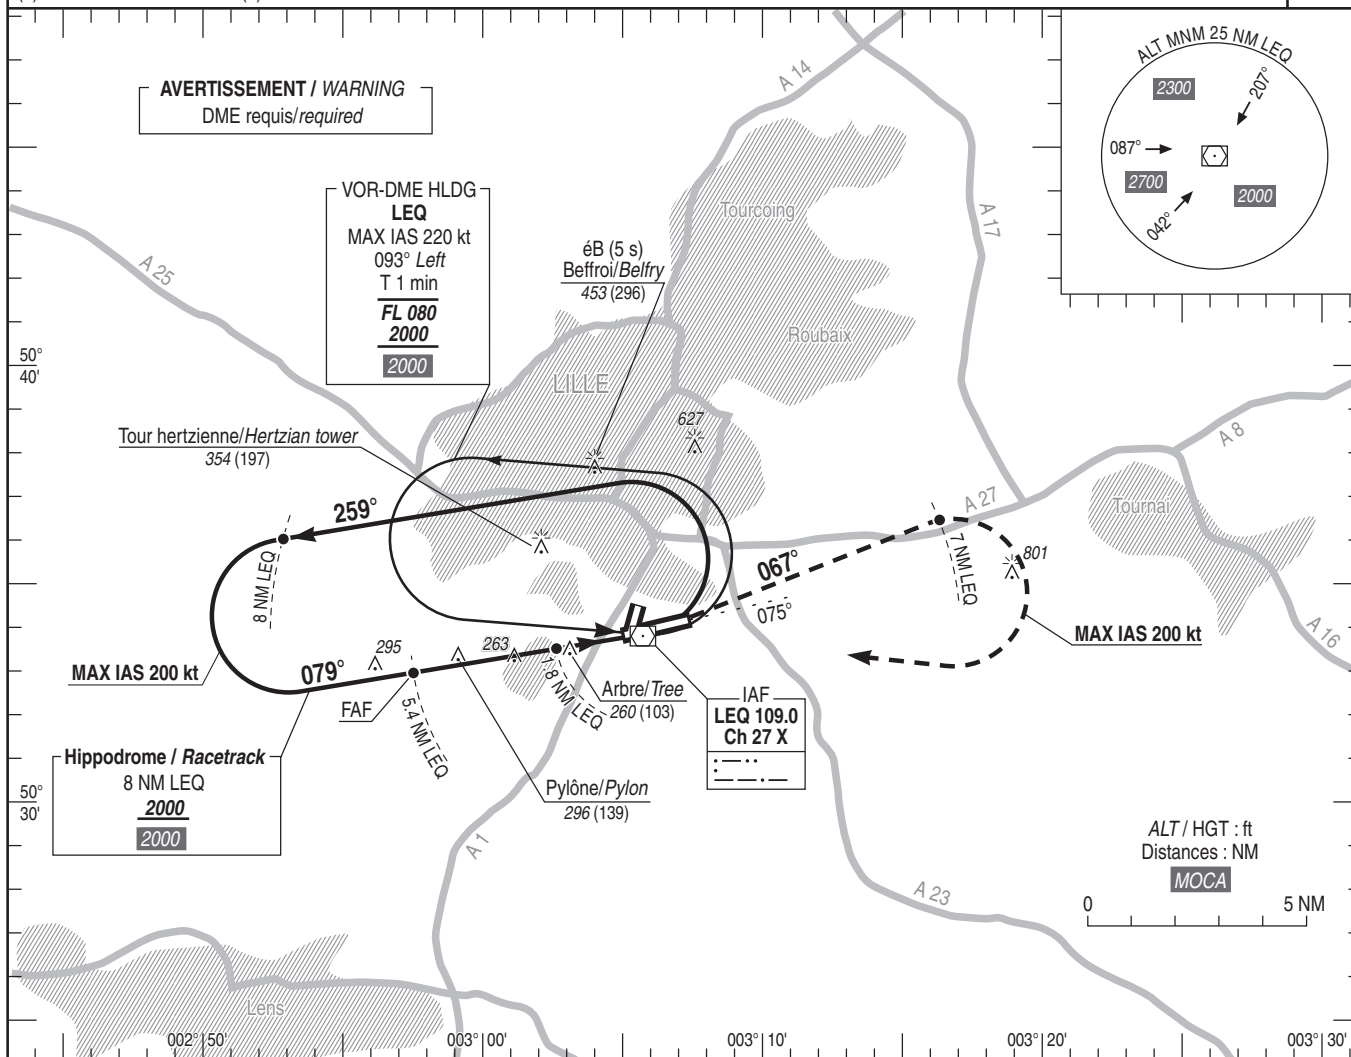 ALT MNM 25 NM LEQ
2300
207°
087°
2700
2000
042°
AVERTISSEMENT / WARNING
DME requis/required
A 14
A 17
A 25
Tourcoing
Roubaix
LILLE
VOR-DME HLDG
LEQ
MAX IAS 220 kt
093° Left
T 1 min
FL 080
2000
2000
éB (5 s)
Beffroi/Belfry
453 (296)
50°
40'
627
Tour hertzienne/Hertzian tower
354 (197)
A 8
A 27
Tournai
259°
8 NM LEQ
067°
075°
7 NM LEQ
801
MAX IAS 200 kt
A 16
295
263
MAX IAS 200 kt
079°
FAF
5.4 NM LEQ
1.8 NM LEQ
Arbre/Tree
260 (103)
IAF
LEQ 109.0
Ch 27 X
Hippodrome / Racetrack
8 NM LEQ
2000
2000
Pylône/Pylon
296 (139)
50°
30'
A 1
A 23
ALT / HGT : ft
Distances : NM
MOCA
0 5 NM
Lens
002° 50' 003° 00' 003° 10' 003° 20' 003° 30'